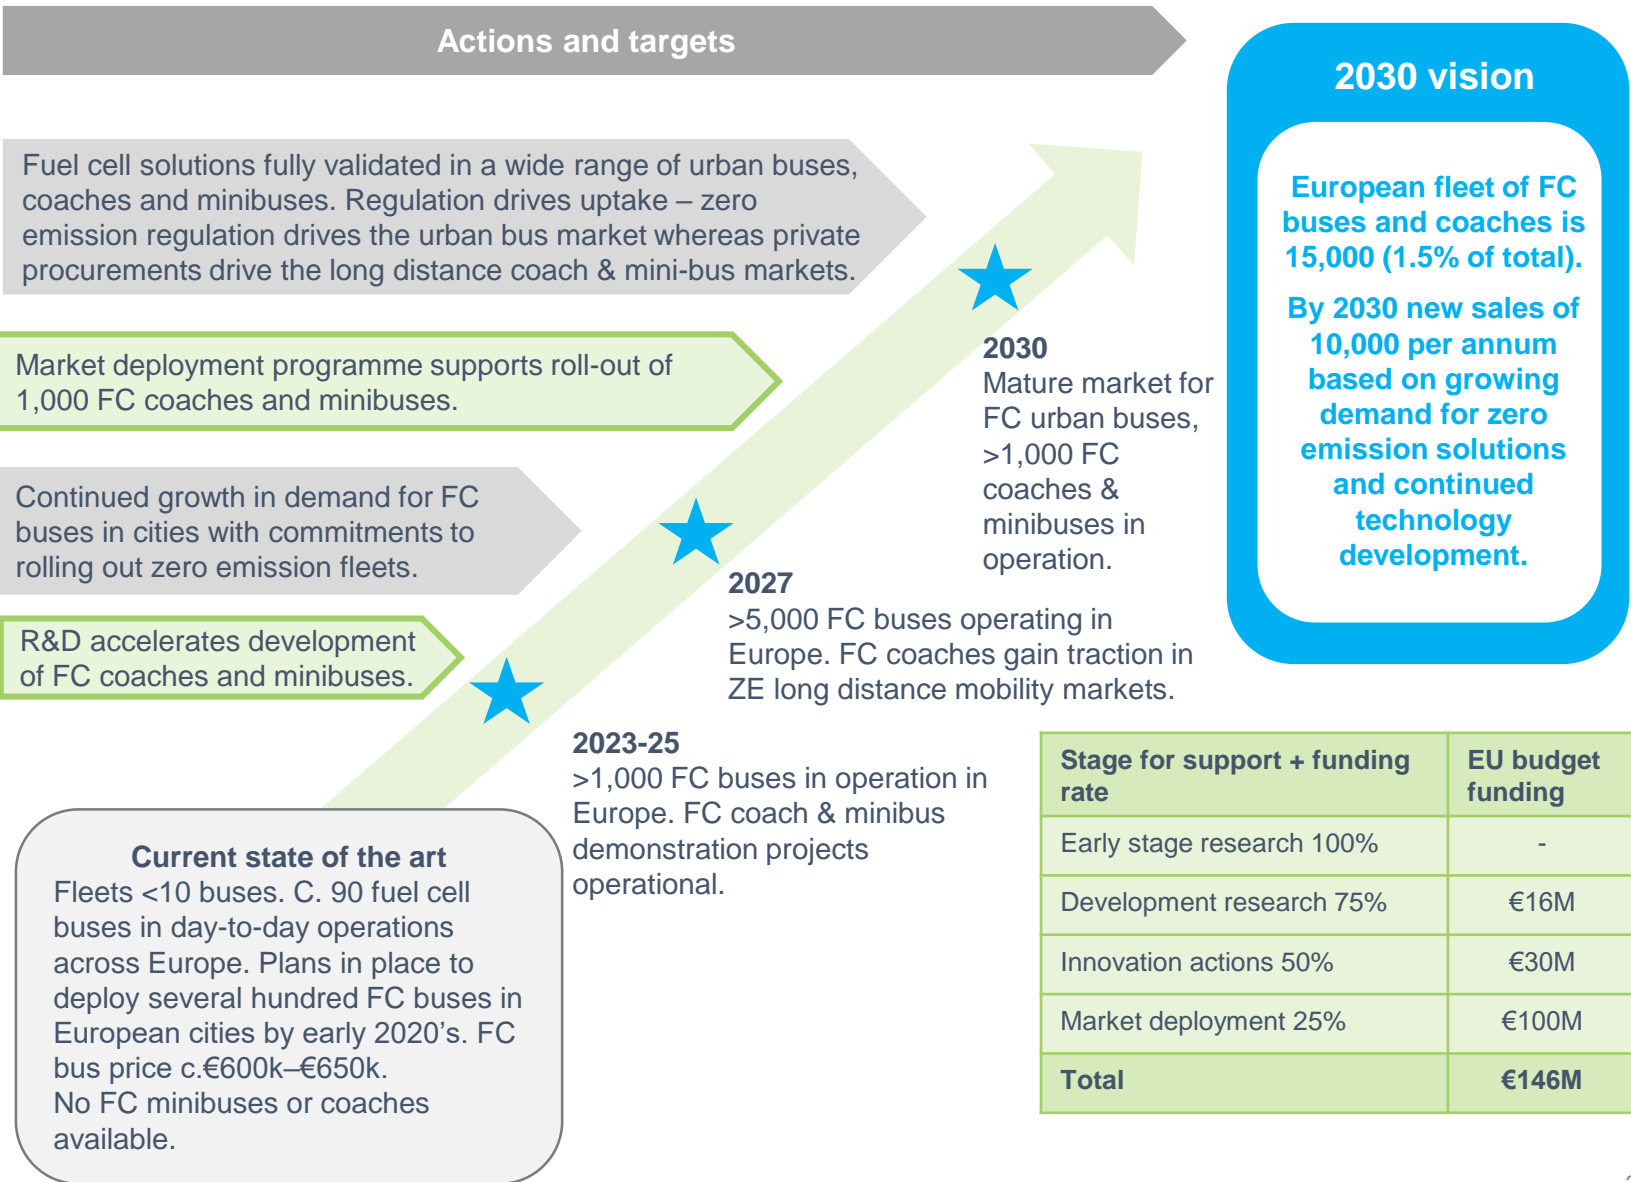 Actions and targets
2030 vision
European fleet of FC
buses and coaches is
15,000 (1.5% of total).
By 2030 new sales of
10,000 per annum
based on growing
demand for zero
emission solutions
and continued
technology
development.
Fuel cell solutions fully validated in a wide range of urban buses,
coaches and minibuses. Regulation drives uptake – zero
emission regulation drives the urban bus market whereas private
procurements drive the long distance coach & mini-bus markets.
Market deployment programme supports roll-out of
1,000 FC coaches and minibuses.
Continued growth in demand for FC
buses in cities with commitments to
rolling out zero emission fleets.
R&D accelerates development
of FC coaches and minibuses.
2030
Mature market for
FC urban buses,
>1,000 FC
coaches &
minibuses in
operation.
2027
>5,000 FC buses operating in
Europe. FC coaches gain traction in
ZE long distance mobility markets.
2023-25
>1,000 FC buses in operation in
Europe. FC coach & minibus
demonstration projects
operational.
Current state of the art
Fleets <10 buses. C. 90 fuel cell
buses in day-to-day operations
across Europe. Plans in place to
deploy several hundred FC buses in
European cities by early 2020's. FC
bus price c.€600k–€650k.
No FC minibuses or coaches
available.
Stage for support + funding
rate
EU budget
funding
Early stage research 100%
-
Development research 75%
€16M
Innovation actions 50%
€30M
Market deployment 25%
€100M
Total
€146M